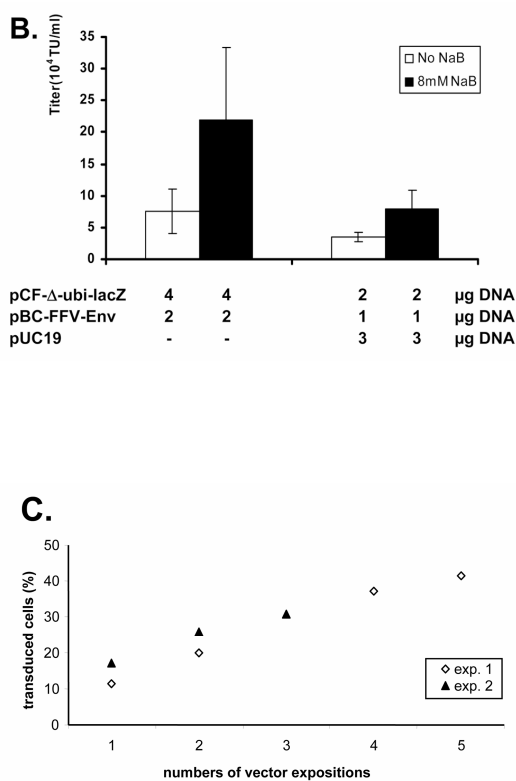 B.
Titer(10⁴ TU/ml)
35
30
25
20
15
10
5
0
No NaB
8mM NaB
pCF-Δ-ubi-lacZ 4 4 2 2 µg DNA
pBC-FFV-Env 2 2 1 1 µg DNA
pUC19 - - 3 3 µg DNA
C.
transduced cells (%)
50
40
30
20
10
0
exp. 1
exp. 2
1 2 3 4 5
numbers of vector expositions